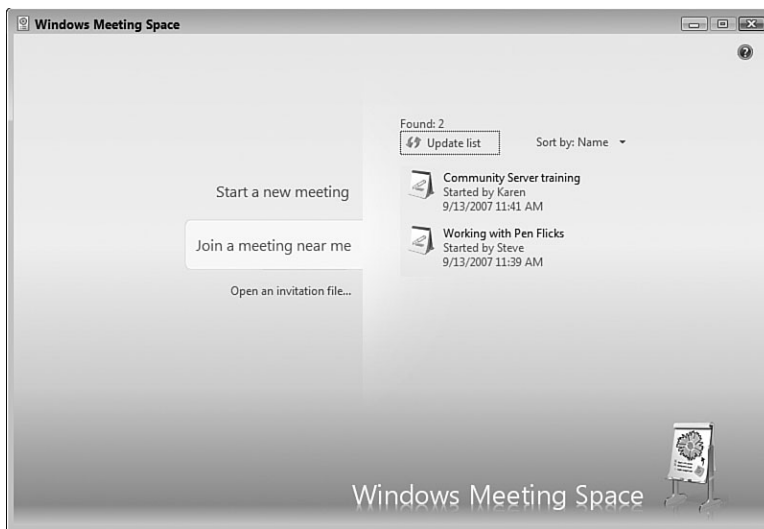 Windows Meeting Space
Start a new meeting
Join a meeting near me
Open an invitation file...
Found: 2
Update list
Sort by: Name
Community Server training
Started by Karen
9/13/2007 11:41 AM
Working with Pen Flicks
Started by Steve
9/13/2007 11:39 AM
Windows Meeting Space